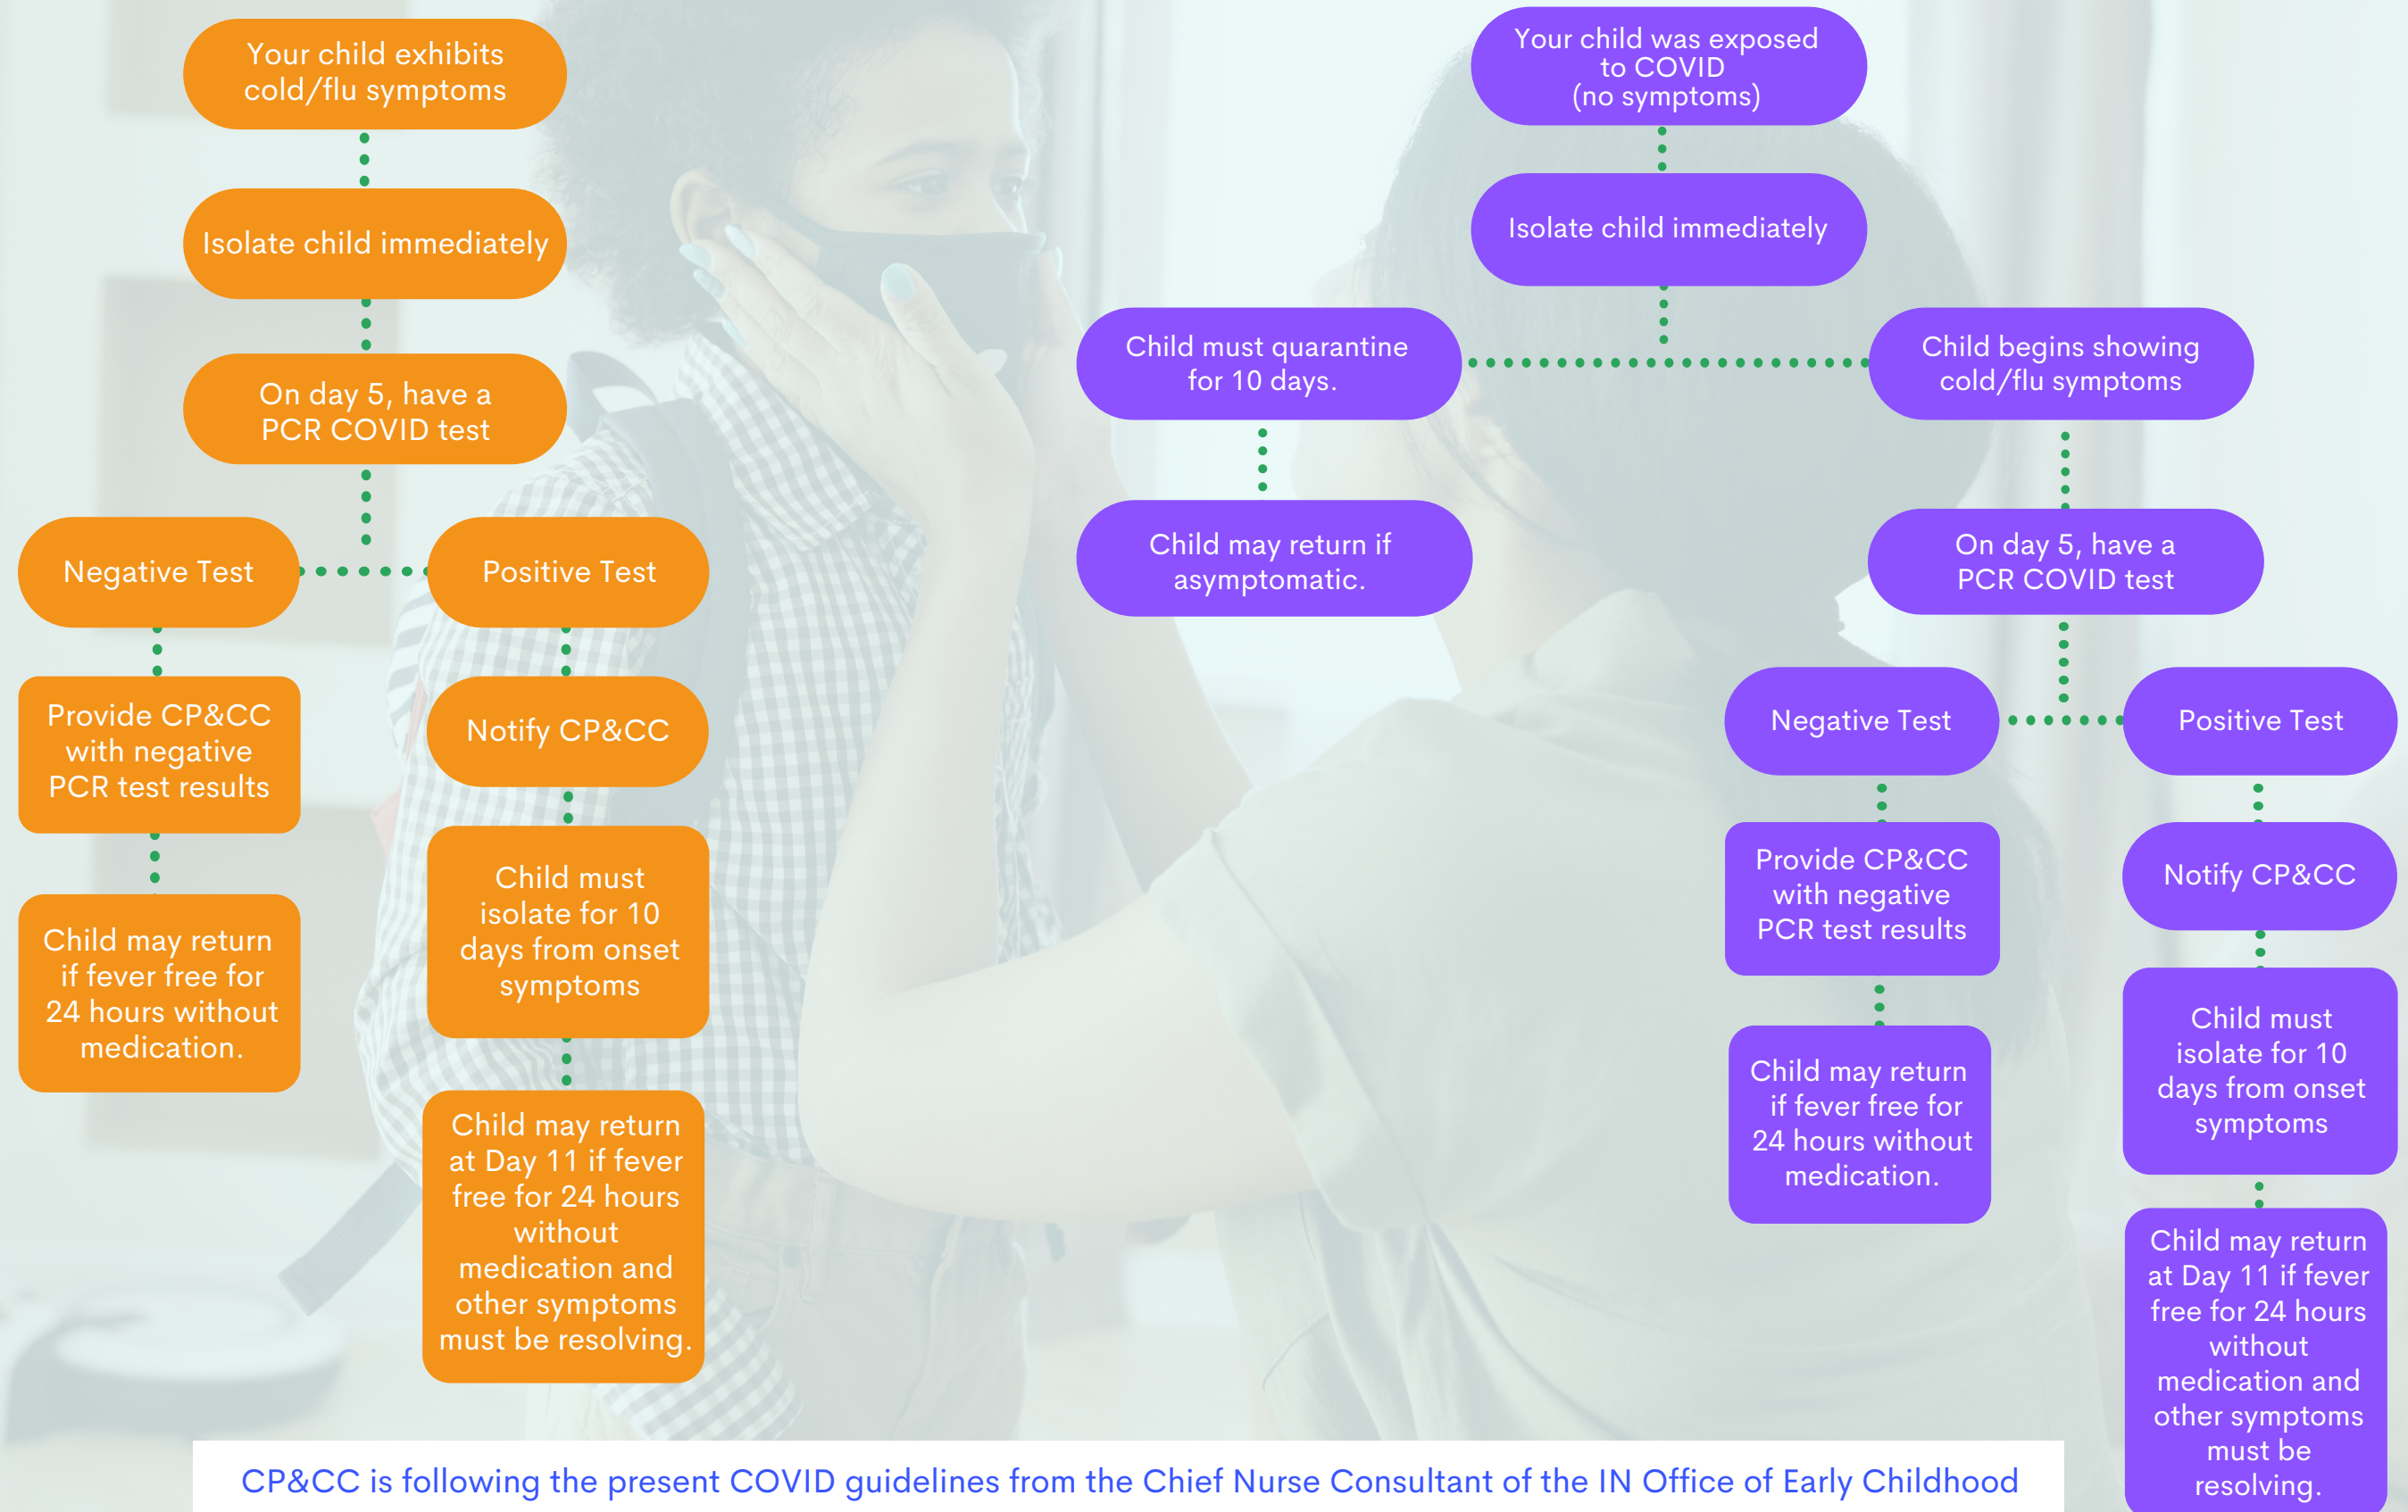 Your child exhibits
cold/flu symptoms
Isolate child immediately
On day 5, have a
PCR COVID test
Negative Test
Provide CP&CC
with negative
PCR test results
Child may return
if fever free for
24 hours without
medication.
Positive Test
Notify CP&CC
Child must
isolate for 10
days from onset
symptoms
Child may return
at Day 11 if fever
free for 24 hours
without
medication and
other symptoms
must be resolving.
Your child was exposed
to COVID
(no symptoms)
Isolate child immediately
Child must quarantine
for 10 days.
Child may return if
asymptomatic.
Child begins showing
cold/flu symptoms
On day 5, have a
PCR COVID test
Negative Test
Provide CP&CC
with negative
PCR test results
Child may return
if fever free for
24 hours without
medication.
Positive Test
Notify CP&CC
Child must
isolate for 10
days from onset
symptoms
Child may return
at Day 11 if fever
free for 24 hours
without
medication and
other symptoms
must be
resolving.
CP&CC is following the present COVID guidelines from the Chief Nurse Consultant of the IN Office of Early Childhood